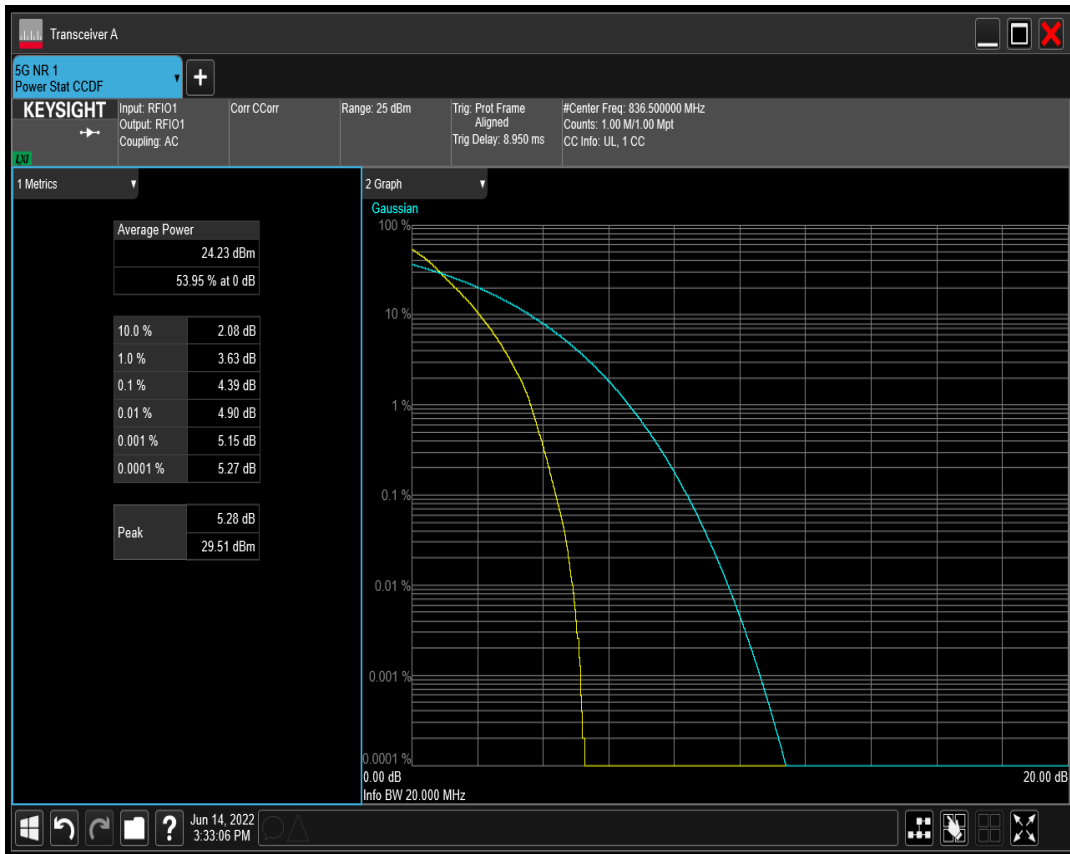 Transceiver A
5G NR 1
Power Stat CCDF
+
KEYSIGHT
LXI
Input: RFIO1
Output: RFIO1
Coupling: AC
Corr CCorr
Range: 25 dBm
Trig: Prot Frame
Aligned
Trig Delay: 8.950 ms
#Center Freq: 836.500000 MHz
Counts: 1.00 M/1.00 Mpt
CC Info: UL, 1 CC
1 Metrics
Average Power
24.23 dBm
53.95 % at 0 dB
10.0 % 2.08 dB
1.0 % 3.63 dB
0.1 % 4.39 dB
0.01 % 4.90 dB
0.001 % 5.15 dB
0.0001 % 5.27 dB
Peak 5.28 dB
29.51 dBm
2 Graph
Gaussian
100 %
10 %
1 %
0.1 %
0.01 %
0.001 %
0.0001 %
0.00 dB 20.00 dB
Info BW 20.000 MHz
?
Jun 14, 2022
3:33:06 PM